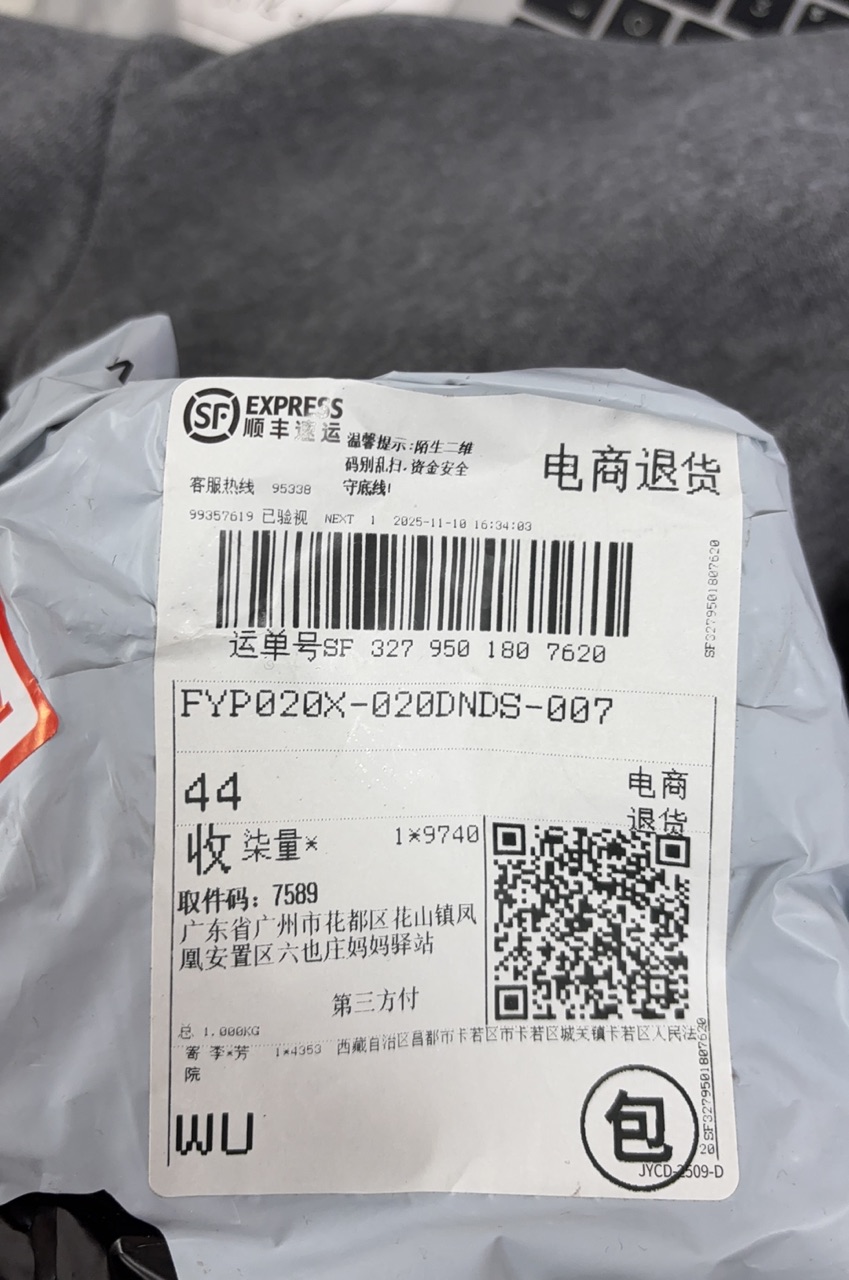 SF EXPRESS
顺丰速运
温馨提示:陌生二维
码别乱扫,资金安全
守底线!
客服热线 95338
电商退货
99357619 已验视 NEXT 1 2025-11-10 16:34:03
SF3279501807620
运单号SF 327 950 180 7620
FYP020X-020DNDS-007
44
电商
退货
收 柒量* 1*9740
取件码：7589
广东省广州市花都区花山镇凤
凰安置区六也庄妈妈驿站
第三方付
总 1.000KG
寄 李*芳 1*4353 西藏自治区昌都市卡若区市卡若区城关镇卡若区人民法
院
SF3279501807620
WU
包
20
JYCD-2509-D